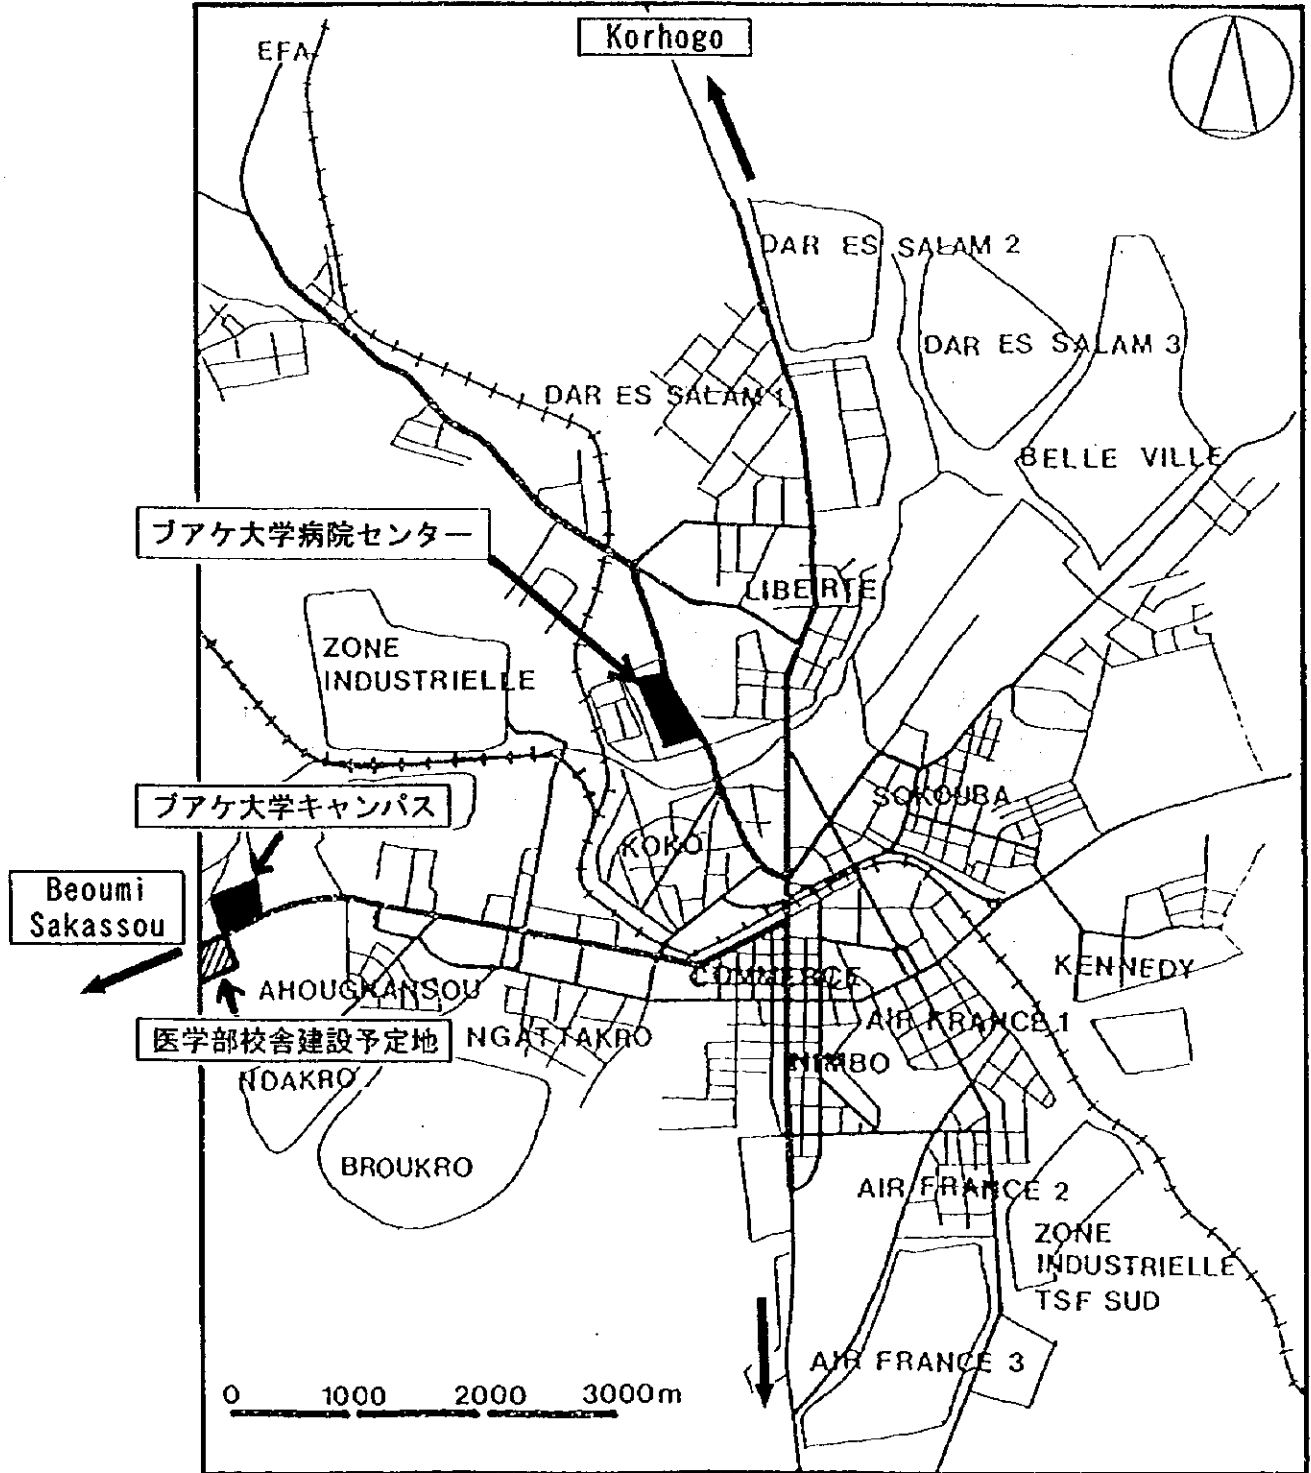 Korhogo
EFA
DAR ES SALAM 2
DAR ES SALAM 3
DAR ES SALAM 1
BELLE VILLE
ブアケ大学病院センター
LIBERTE
ZONE
INDUSTRIELLE
ブアケ大学キャンパス
SOKOUBA
KOKO
Beoumi
Sakassou
COMMERCE
KENNEDY
AHOUGNANSOU
AIR FRANCE 1
医学部校舎建設予定地
NGATTAKRO
NIMBO
NDAKRO
BROUKRO
AIR FRANCE 2
ZONE
INDUSTRIELLE
TSF SUD
AIR FRANCE 3
0 1000 2000 3000m